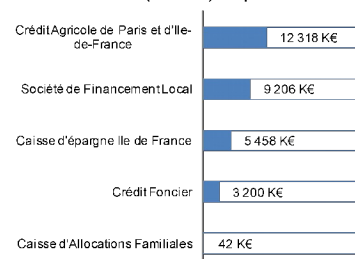 Crédit Agricole de Paris et d'Ile-
de-France
12 318 K€
Société de Financement Local
9 206 K€
Caisse d'épargne Ile de France
5 458 K€
Crédit Foncier
3 200 K€
Caisse d'Allocations Familiales
42 K€